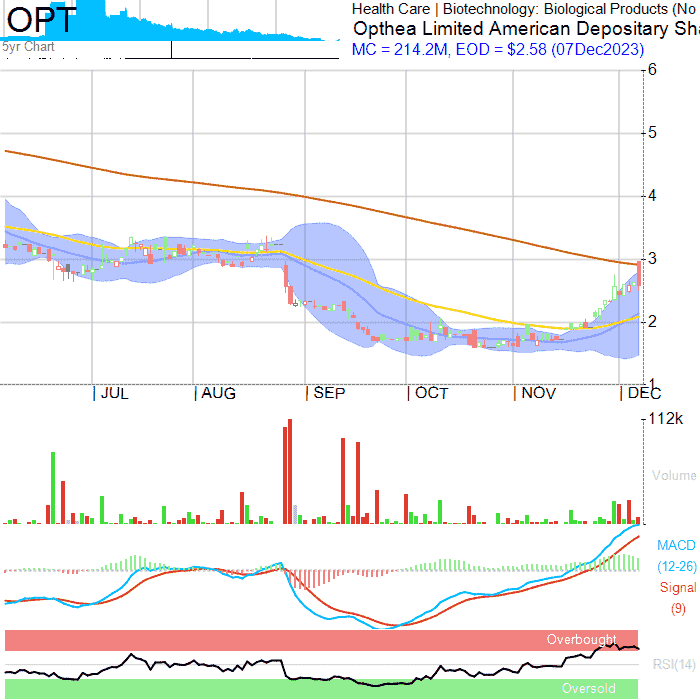 OPT
5yr Chart
Health Care | Biotechnology: Biological Products (No
Opthea Limited American Depositary Sha
MC = 214.2M, EOD = $2.58 (07Dec2023)
6
5
4
3
2
1
| JUL | AUG | SEP | OCT | NOV | DEC
112k
Volume
MACD
(12-26)
Signal
(9)
Overbought
RSI(14)
Oversold